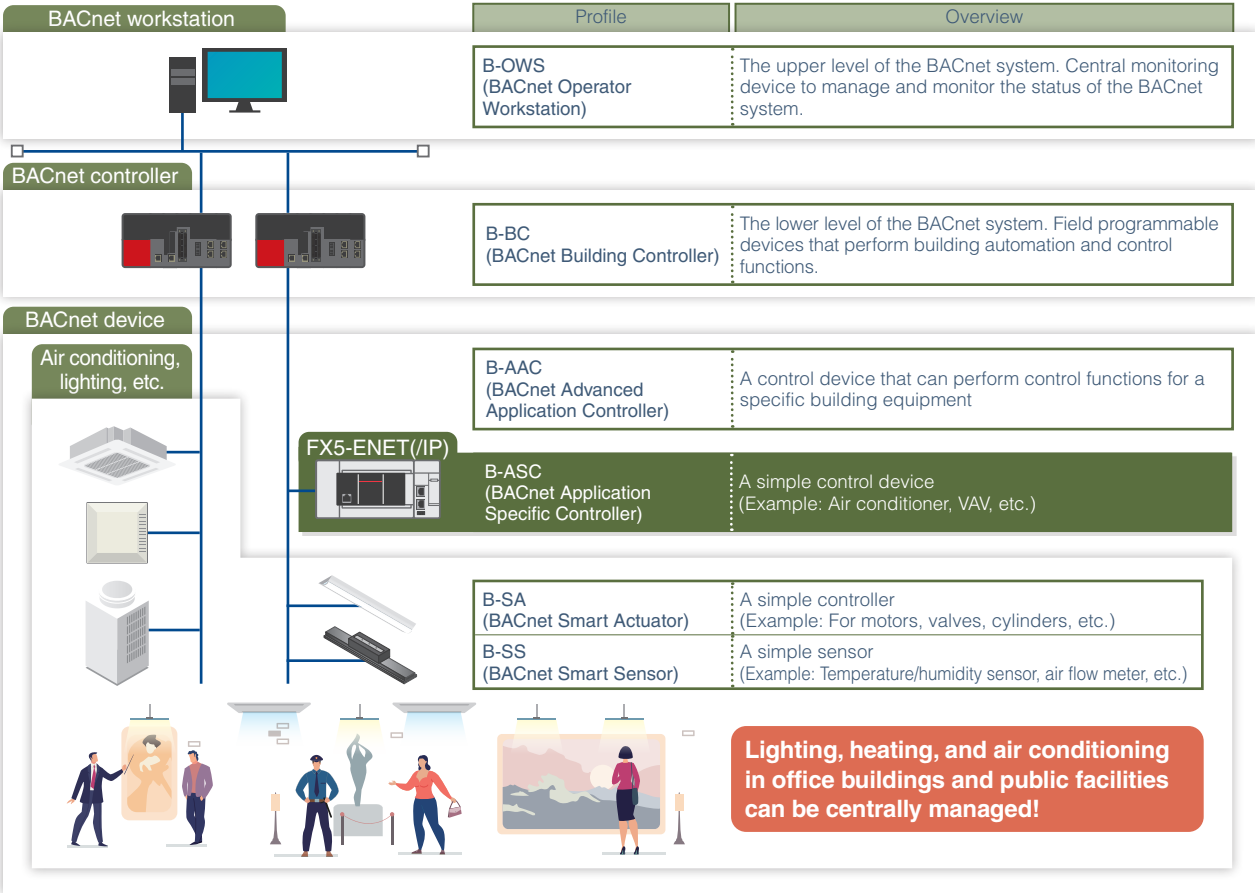 BACnet workstation
Profile
Overview
B-OWS
(BACnet Operator
Workstation)
The upper level of the BACnet system. Central monitoring
device to manage and monitor the status of the BACnet
system.
BACnet controller
B-BC
(BACnet Building Controller)
The lower level of the BACnet system. Field programmable
devices that perform building automation and control
functions.
BACnet device
Air conditioning,
lighting, etc.
B-AAC
(BACnet Advanced
Application Controller)
A control device that can perform control functions for a
specific building equipment
FX5-ENET(/IP)
B-ASC
(BACnet Application
Specific Controller)
A simple control device
(Example: Air conditioner, VAV, etc.)
B-SA
(BACnet Smart Actuator)
A simple controller
(Example: For motors, valves, cylinders, etc.)
B-SS
(BACnet Smart Sensor)
A simple sensor
(Example: Temperature/humidity sensor, air flow meter, etc.)
Lighting, heating, and air conditioning
in office buildings and public facilities
can be centrally managed!